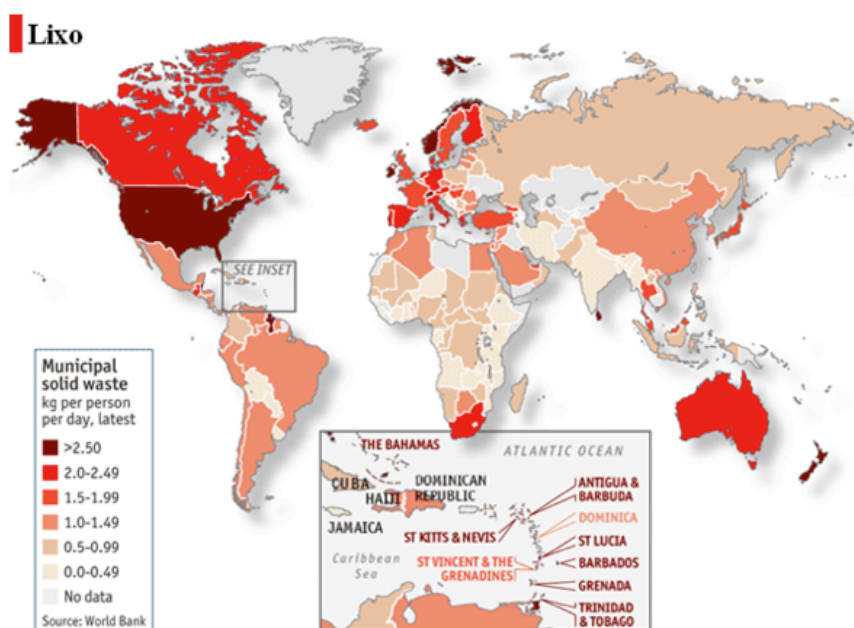 Lixo
SEE INSET
Municipal
solid waste
kg per person
per day, latest
>2.50
2.0-2.49
1.5-1.99
1.0-1.49
0.5-0.99
0.0-0.49
No data
Source: World Bank
THE BAHAMAS
ATLANTIC OCEAN
CUBA
HAIJI
DOMINICAN
REPUBLIC
JAMAICA
ANTIGUA &
BARBUDA
DOMINICA
ST KITTS & NEVIS
ST LUCIA
Caribbean
Sea
ST VINCENT & THE
GRENADINES
BARBADOS
GRENADA
TRINIDAD
& TOBAGO